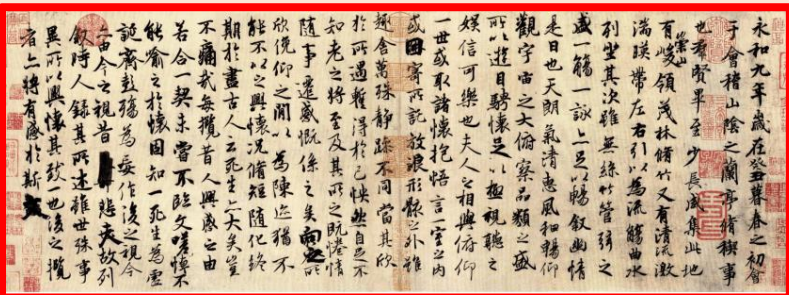 永和九年歲在癸丑暮春之初會
于會稽山陰之蘭亭脩稧事
也羣賢畢至少長咸集此地
有崇山峻領茂林脩竹又有清流激
湍暎帶左右引以為流觴曲水
列坐其次雖無絲竹管弦之
盛一觴一詠亦足以暢敘幽情
是日也天朗氣清惠風和暢仰
觀宇宙之大俯察品類之盛
所以遊目騁懷足以極視聽之
娛信可樂也夫人之相與俯仰
一世或取諸懷抱悟言一室之內
或因寄所託放浪形骸之外雖
趣舍萬殊靜躁不同當其欣
於所遇蹔得於己怏然自足不
知老之將至及其所之既惓情
隨事遷感慨係之矣向之所
欣俛仰之閒以為陳迹猶不
能不以之興懷況脩短隨化終
期於盡古人云死生亦大矣豈
不痛哉每攬昔人興感之由
若合一契未嘗不臨文嗟悼不
能喻之於懷固知一死生為虛
誕齊彭殤為妄作後之視今
亦由今之視昔悲夫故列
敘時人錄其所述雖世殊事
異所以興懷其致一也後之攬
者亦將有感於斯文